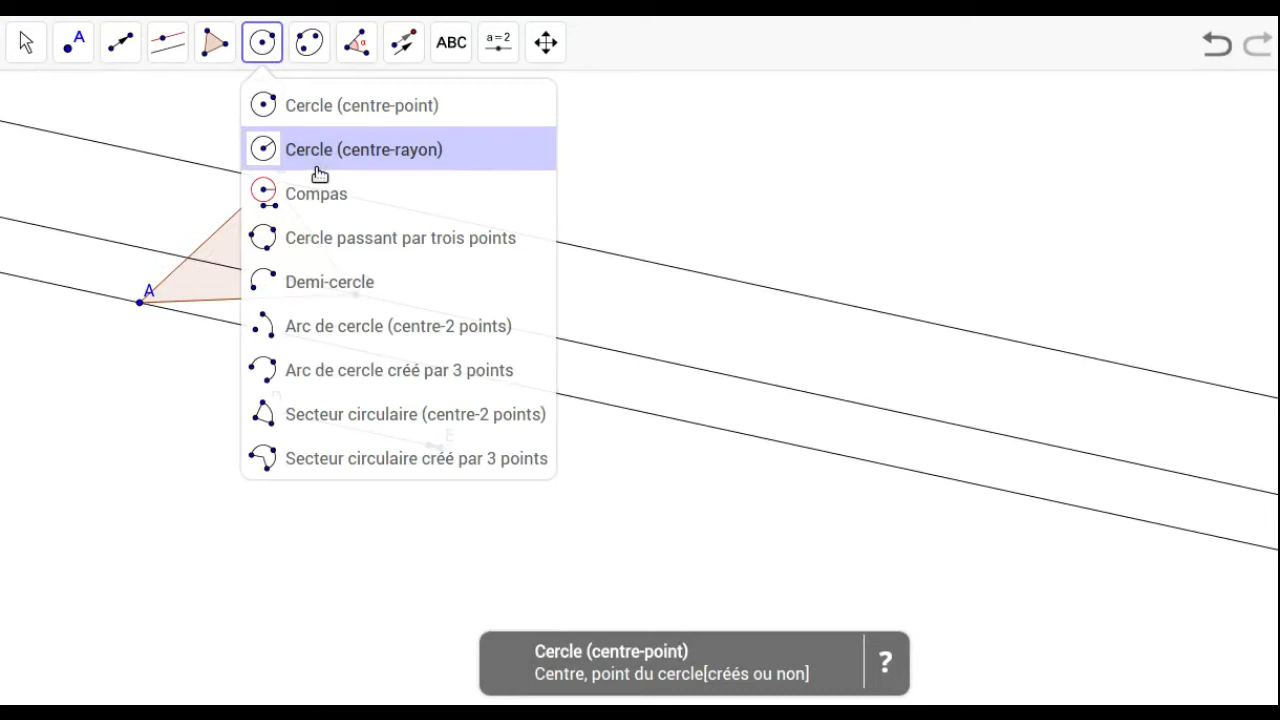 A
α
ABC
a=2
Cercle (centre-point)
Cercle (centre-rayon)
Compas
Cercle passant par trois points
Demi-cercle
A
Arc de cercle (centre-2 points)
Arc de cercle créé par 3 points
Secteur circulaire (centre-2 points)
E
Secteur circulaire créé par 3 points
Cercle (centre-point)
Centre, point du cercle[créés ou non]
?